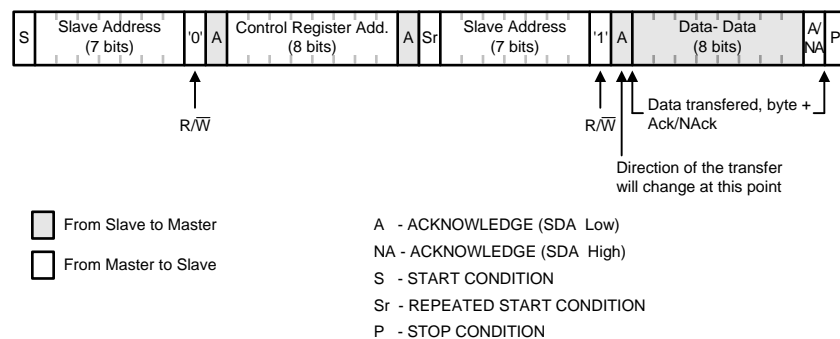 S
Slave Address
(7 bits)
'0'
A
Control Register Add.
(8 bits)
A
Sr
Slave Address
(7 bits)
'1'
A
Data- Data
(8 bits)
A/
NA
P
R/W̅
R/W̅
Data transfered, byte +
Ack/NAck
Direction of the transfer
will change at this point
From Slave to Master
From Master to Slave
A - ACKNOWLEDGE (SDA Low)
NA - ACKNOWLEDGE (SDA High)
S - START CONDITION
Sr - REPEATED START CONDITION
P - STOP CONDITION